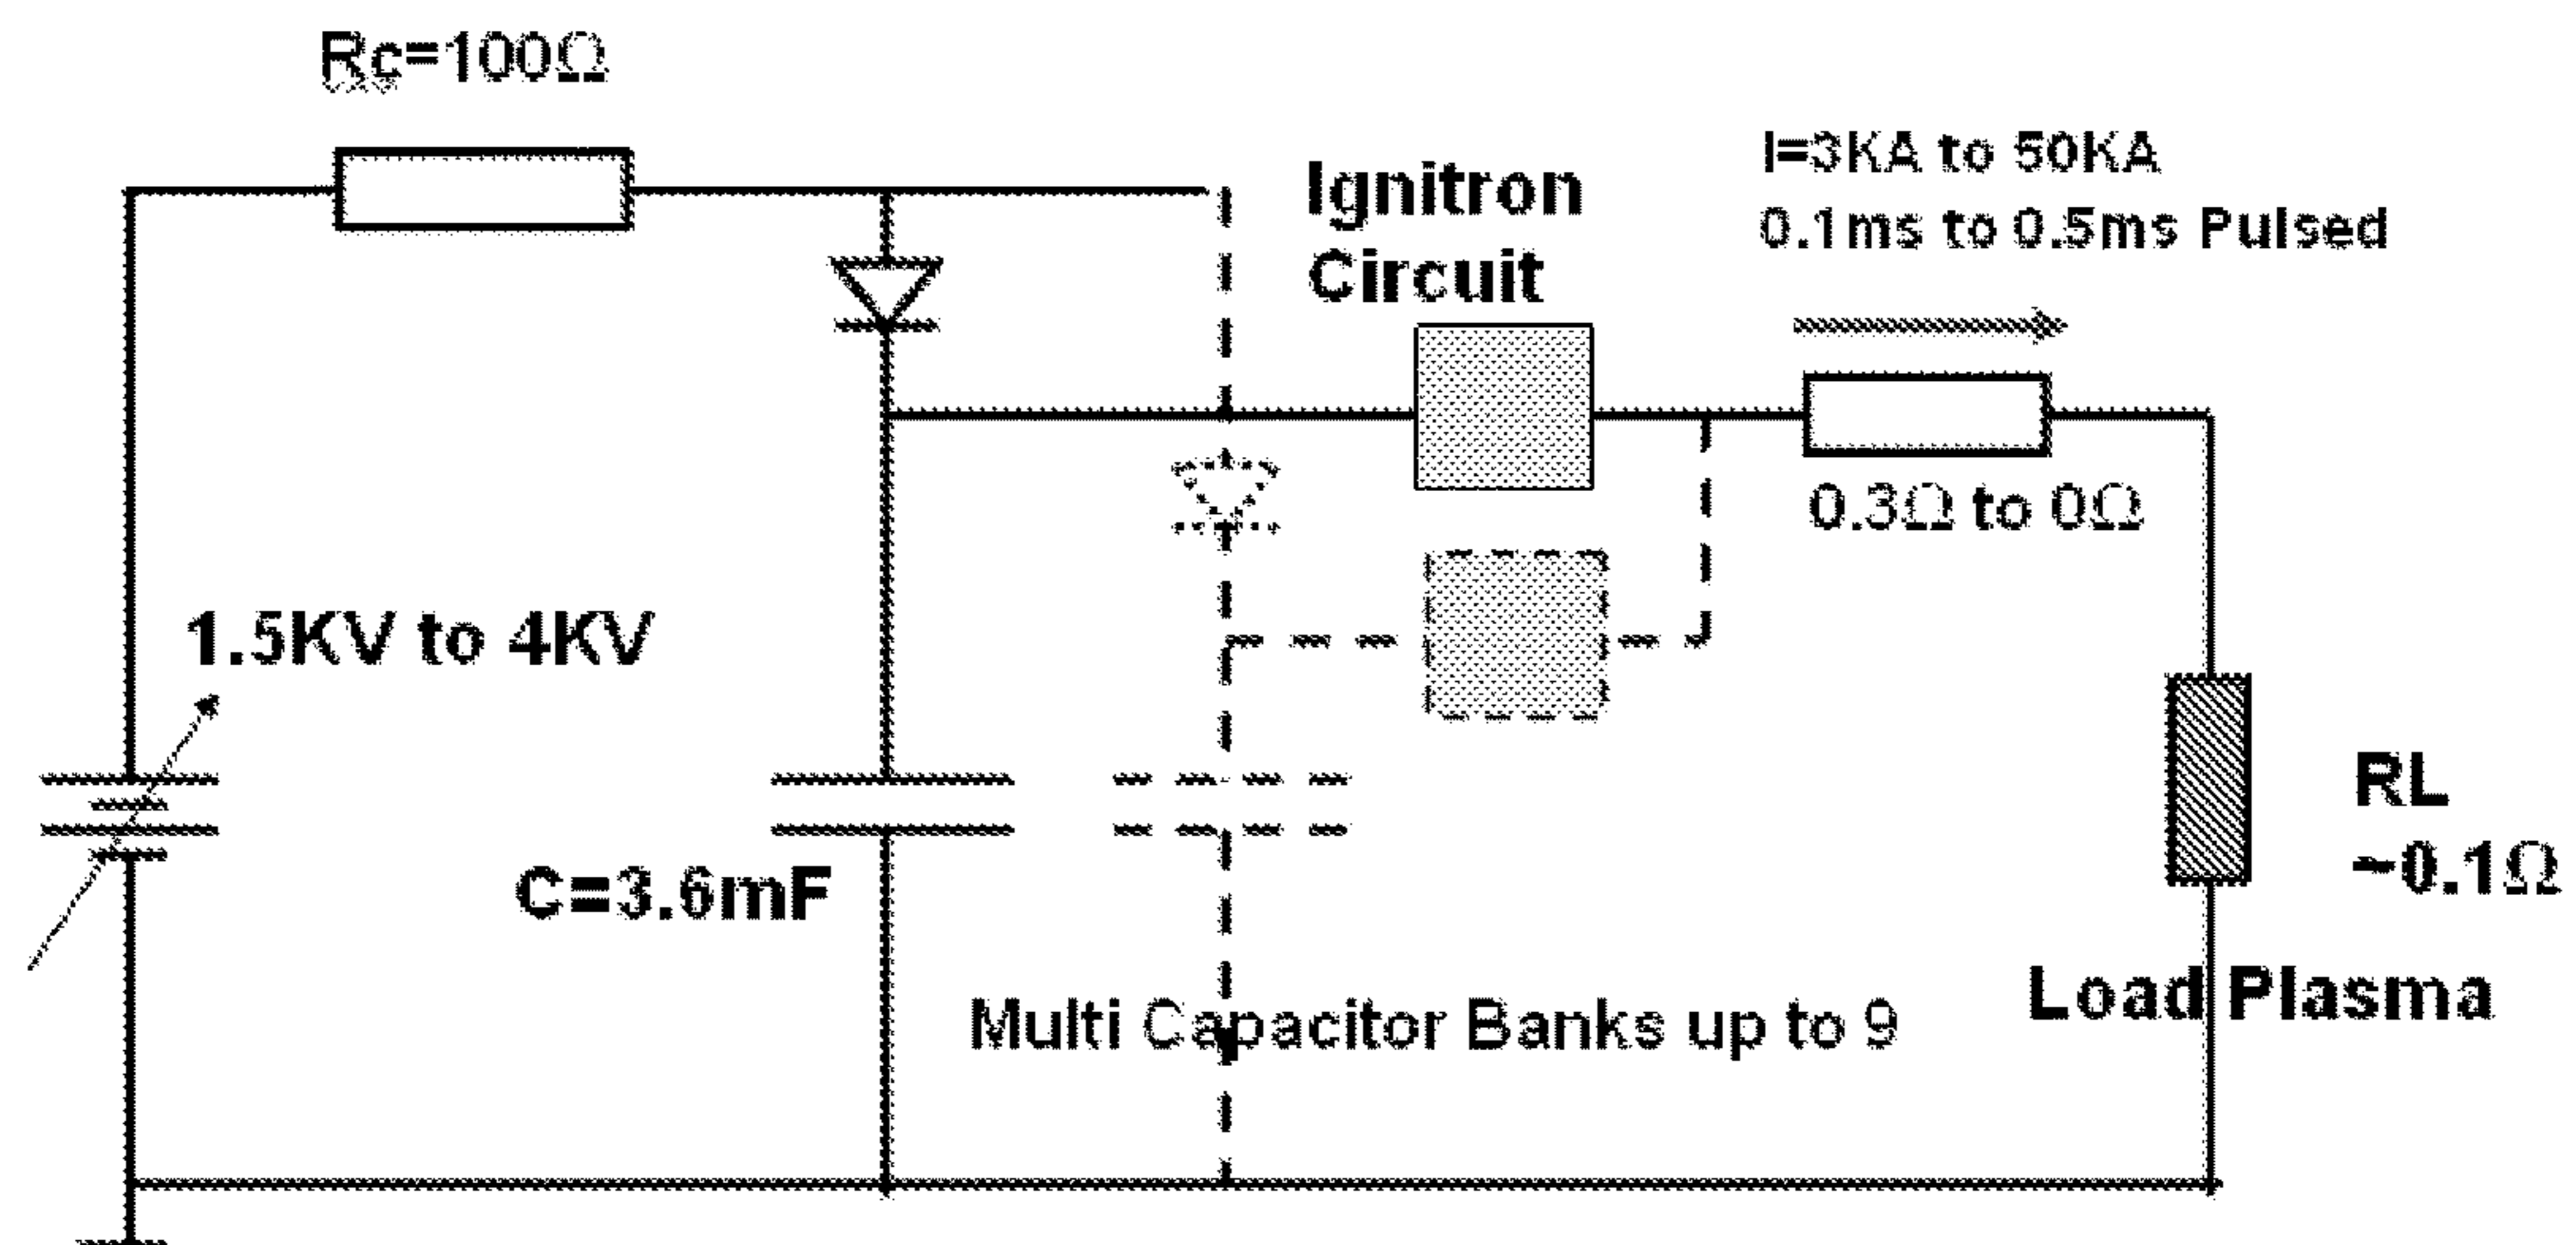 Rc=100Ω
Ignitron
Circuit
I=3KA to 50KA
0.1ms to 0.5ms Pulsed
0.3Ω to 0Ω
1.5KV to 4KV
C=3.6mF
RL
~0.1Ω
Load Plasma
Multi Capacitor Banks up to 9